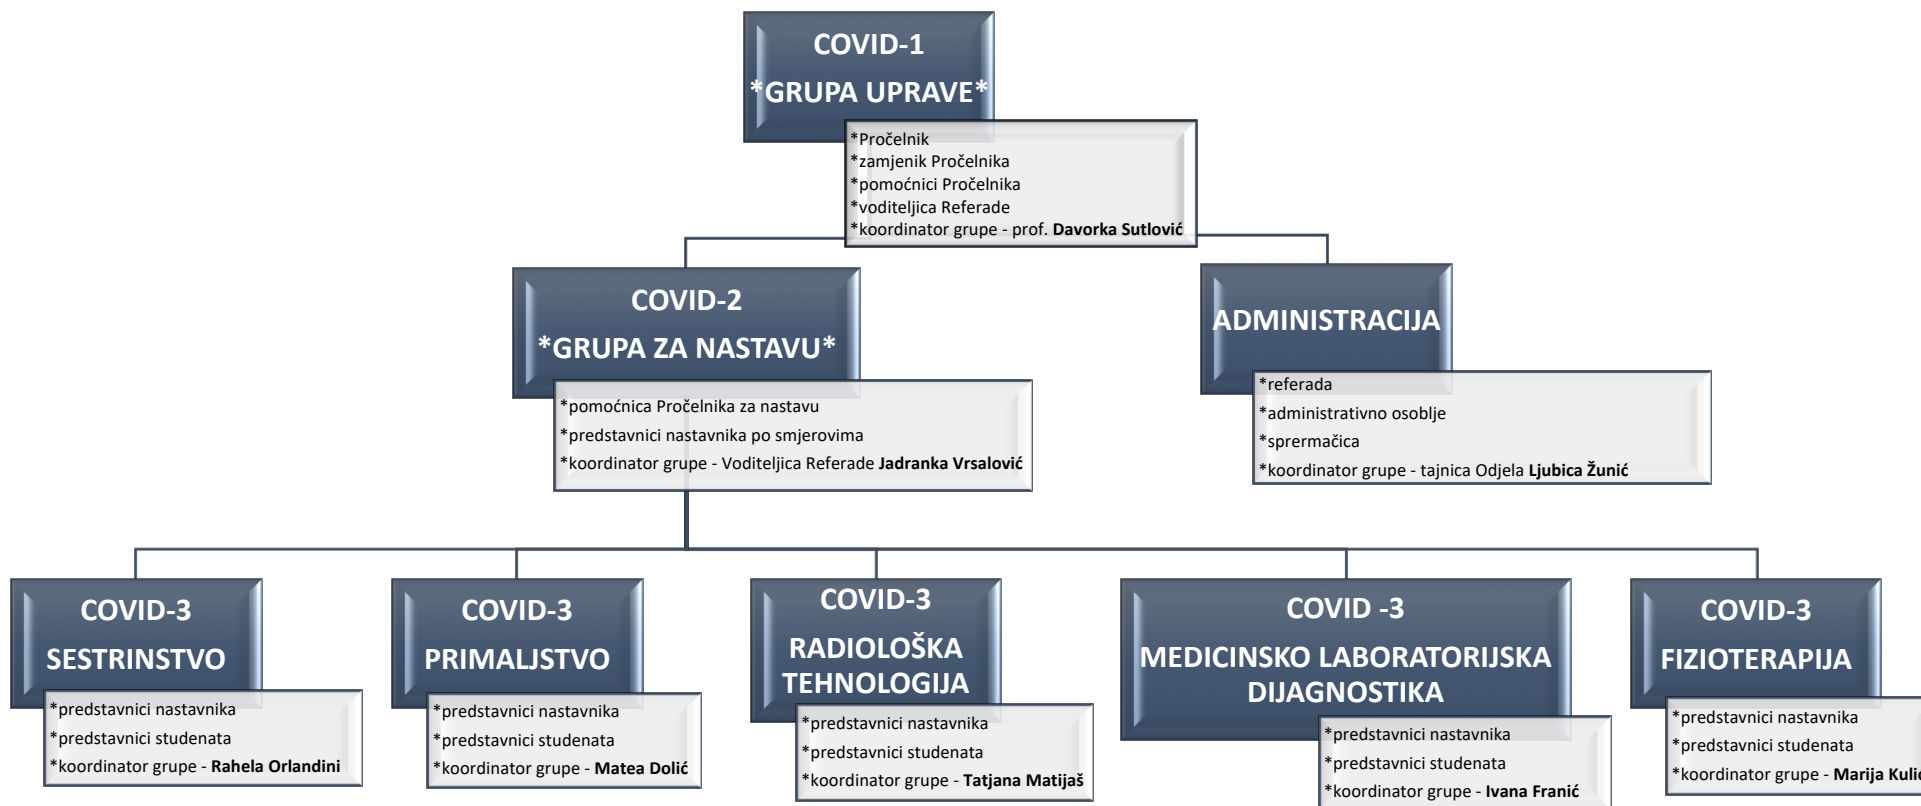 COVID-1
*GRUPA UPRAVE*
*Pročelnik
*zamjenik Pročelnika
*pomoćnici Pročelnika
*voditeljica Referade
*koordinator grupe - prof. Davorka Sutlović
COVID-2
*GRUPA ZA NASTAVU*
*pomoćnica Pročelnika za nastavu
*predstavnici nastavnika po smjerovima
*koordinator grupe - Voditeljica Referade Jadranka Vrsalović
ADMINISTRACIJA
*referada
*administrativno osoblje
*sprermačica
*koordinator grupe - tajnica Odjela Ljubica Žunić
COVID-3
SESTRINSTVO
*predstavnici nastavnika
*predstavnici studenata
*koordinator grupe - Rahela Orlandini
COVID-3
PRIMALJSTVO
*predstavnici nastavnika
*predstavnici studenata
*koordinator grupe - Matea Dolić
COVID-3
RADIOLOŠKA
TEHNOLOGIJA
*predstavnici nastavnika
*predstavnici studenata
*koordinator grupe - Tatjana Matijaš
COVID -3
MEDICINSKO LABORATORIJSKA
DIJAGNOSTIKA
*predstavnici nastavnika
*predstavnici studenata
*koordinator grupe - Ivana Franić
COVID-3
FIZIOTERAPIJA
*predstavnici nastavnika
*predstavnici studenata
*koordinator grupe - Marija Kulić